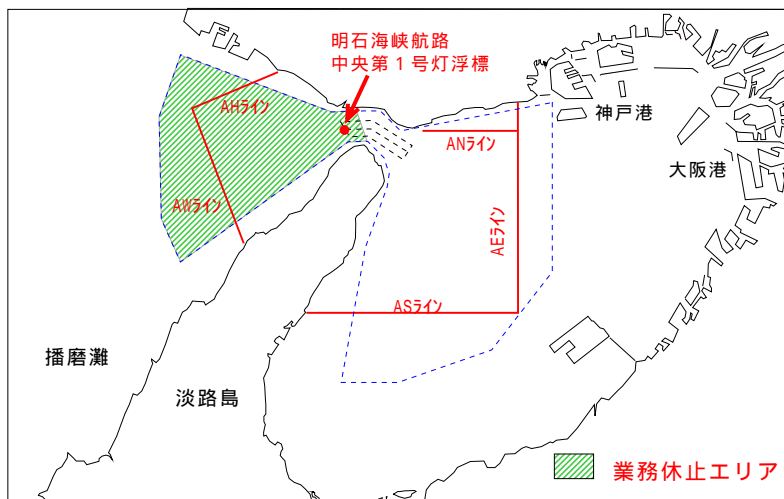 明石海峡航路
中央第１号灯浮標
神戸港
AHライン
ANライン
大阪港
AWライン
AEライン
ASライン
播磨灘
淡路島
業務休止エリア